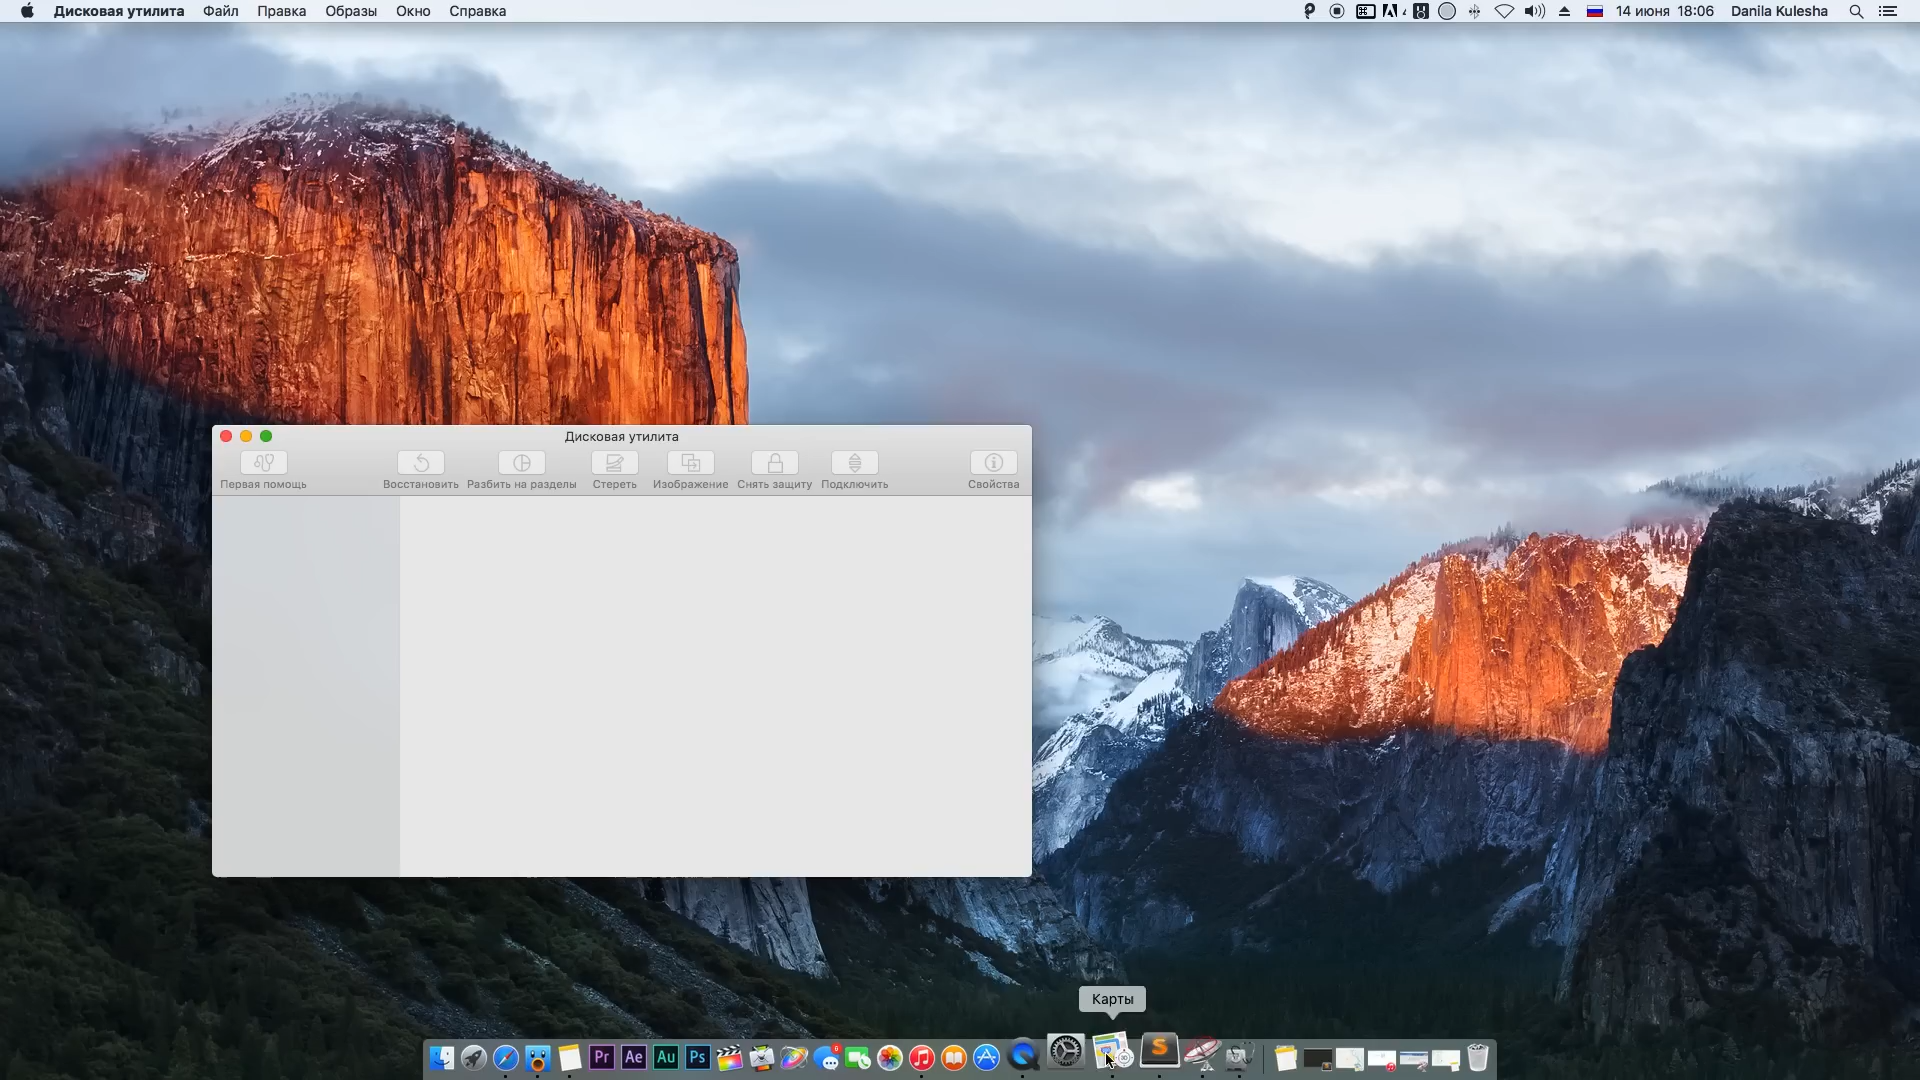 Дисковая утилита Файл Правка Образы Окно Справка 14 июня 18:06 Danila Kulesha
Дисковая утилита
Первая помощь Восстановить Разбить на разделы Стереть Изображение Снять защиту Подключить Свойства
Карты
Pr Ae Au Ps S